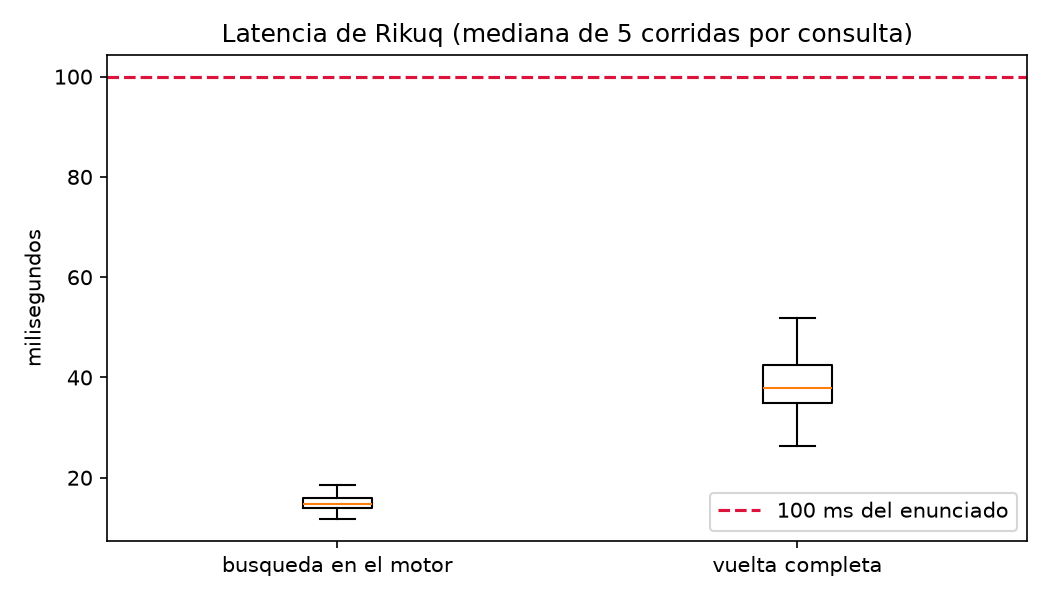 Latencia de Rikuq (mediana de 5 corridas por consulta)
milisegundos
100
80
60
40
20
100 ms del enunciado
busqueda en el motor
vuelta completa